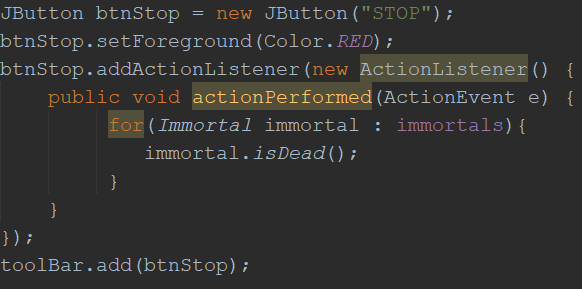 JButton btnStop = new JButton("STOP");
btnStop.setForeground(Color.RED);
btnStop.addActionListener(new ActionListener() {
    public void actionPerformed(ActionEvent e) {
        for(Immortal immortal : immortals){
            immortal.isDead();
        }
    }
});
toolBar.add(btnStop);